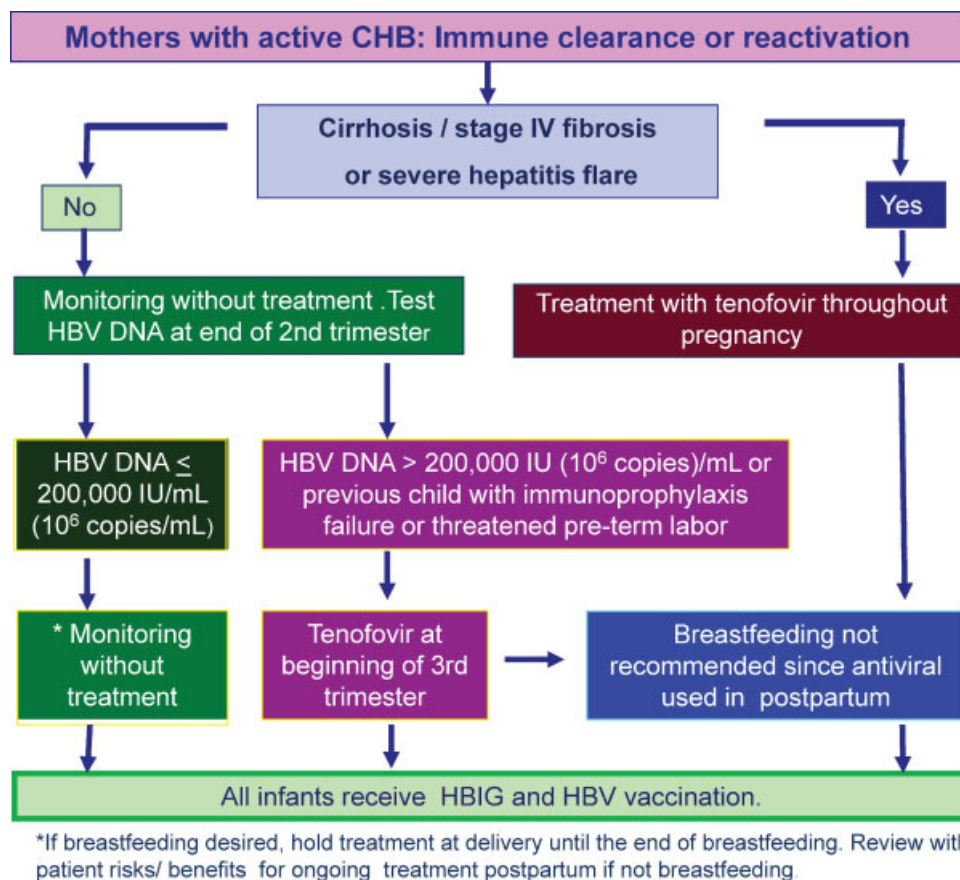 Mothers with active CHB: Immune clearance or reactivation
Cirrhosis / stage IV fibrosis
or severe hepatitis flare
No
Yes
Monitoring without treatment .Test
HBV DNA at end of 2nd trimester
Treatment with tenofovir throughout
pregnancy
HBV DNA ≤
200,000 IU/mL
(10⁶ copies/mL)
HBV DNA > 200,000 IU (10⁶ copies)/mL or
previous child with immunoprophylaxis
failure or threatened pre-term labor
* Monitoring
without
treatment
Tenofovir at
beginning of 3rd
trimester
Breastfeeding not
recommended since antiviral
used in postpartum
All infants receive HBIG and HBV vaccination.
*If breastfeeding desired, hold treatment at delivery until the end of breastfeeding. Review with
patient risks/ benefits for ongoing treatment postpartum if not breastfeeding.